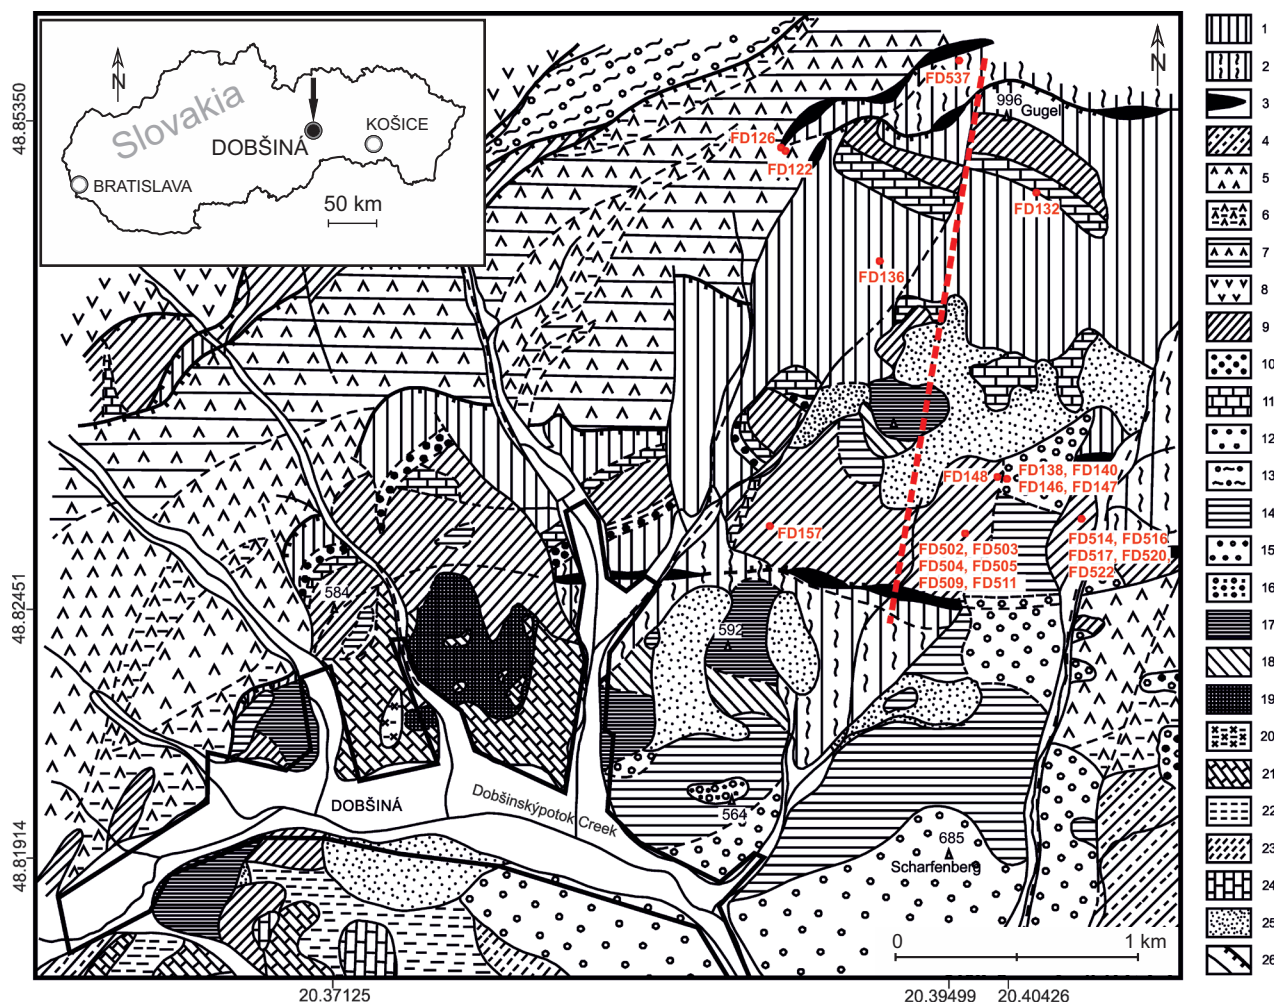 N
Slovakia
DOBŠINÁ
KOŠICE
BRATISLAVA
50 km
N
48.85350
48.82451
48.81914
FD537
996
Gugel
FD126
FD122
FD132
FD136
FD148
FD138, FD140
FD146, FD147
FD157
FD502, FD503
FD504, FD505
FD509, FD511
FD514, FD516
FD517, FD520,
FD522
584
592
564
DOBŠINÁ
Dobšinskýpotok Creek
685
Scharfenberg
0
1 km
20.37125
20.39499
20.40426
1
2
3
4
5
6
7
8
9
10
11
12
13
14
15
16
17
18
19
20
21
22
23
24
25
26